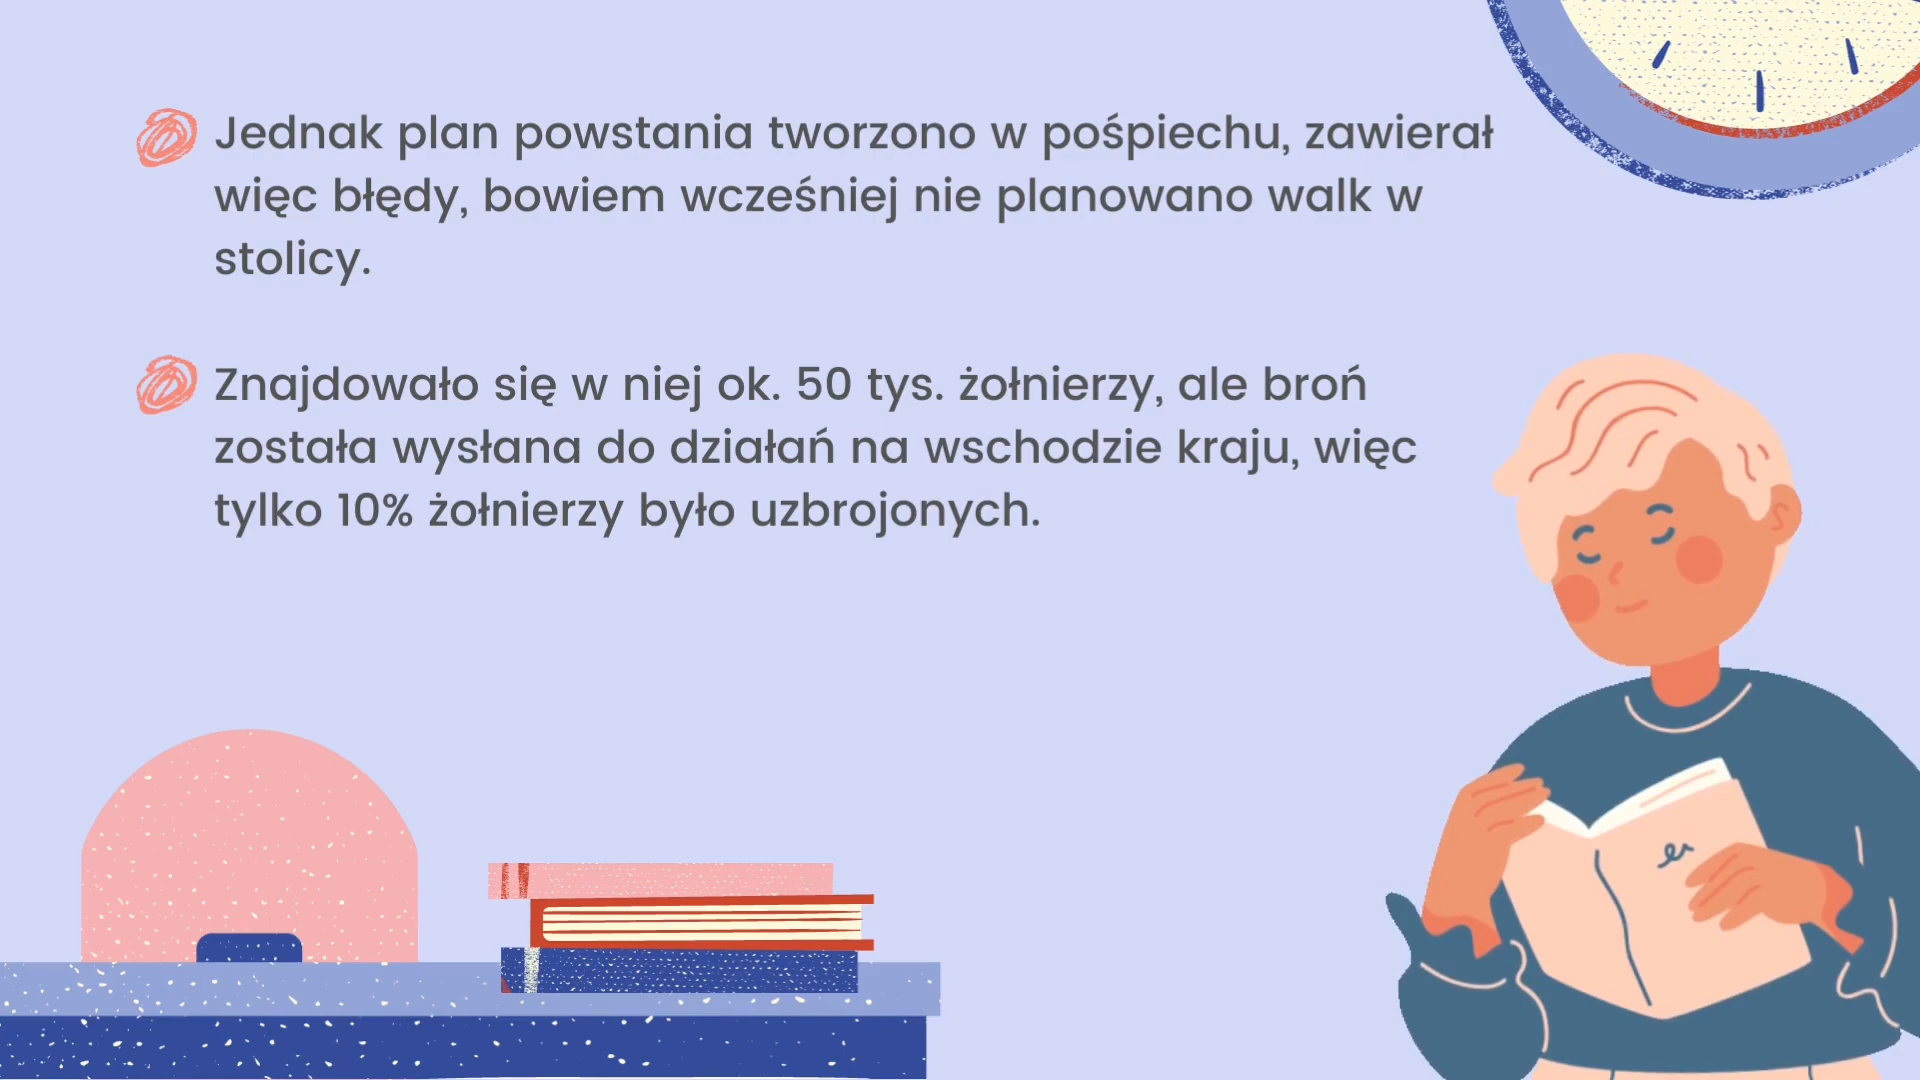 Jednak plan powstania tworzono w pośpiechu, zawierał
więc błędy, bowiem wcześniej nie planowano walk w
stolicy.
Znajdowało się w niej ok. 50 tys. żołnierzy, ale broń
została wysłana do działań na wschodzie kraju, więc
tylko 10% żołnierzy było uzbrojonych.